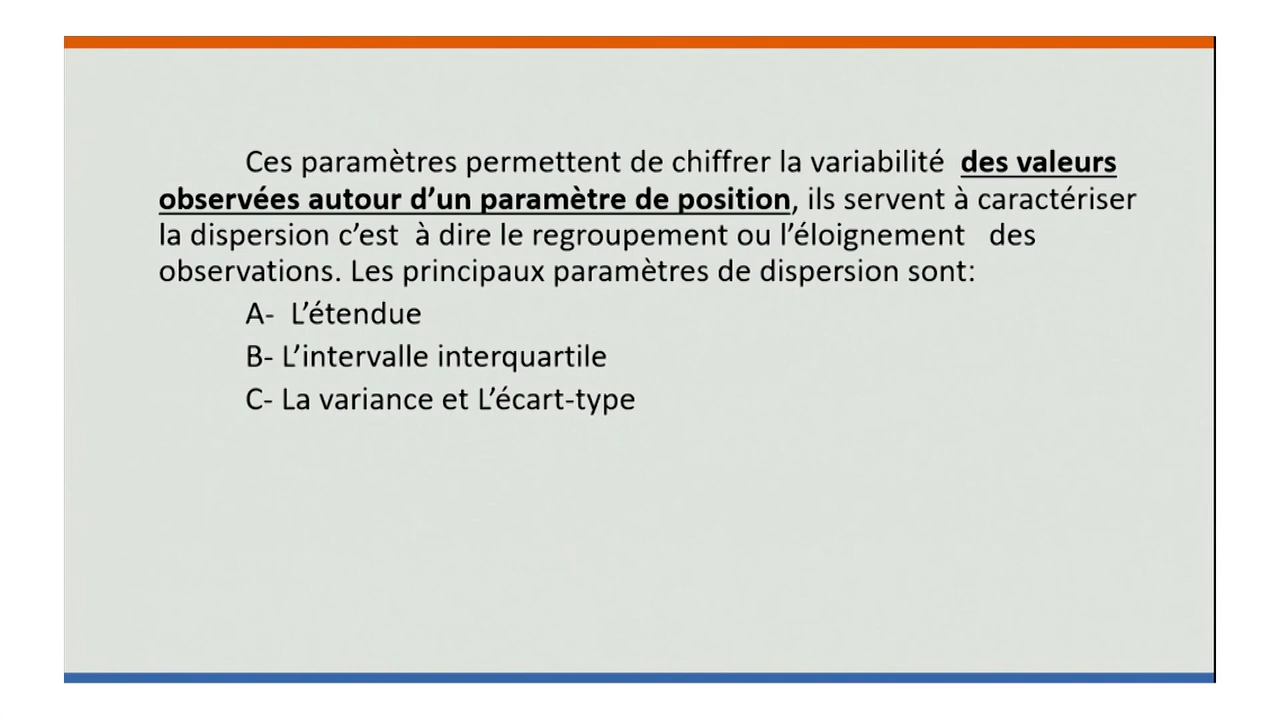 Ces paramètres permettent de chiffrer la variabilité des valeurs
observées autour d'un paramètre de position, ils servent à caractériser
la dispersion c'est à dire le regroupement ou l'éloignement des
observations. Les principaux paramètres de dispersion sont:
A- L'étendue
B- L'intervalle interquartile
C- La variance et L'écart-type